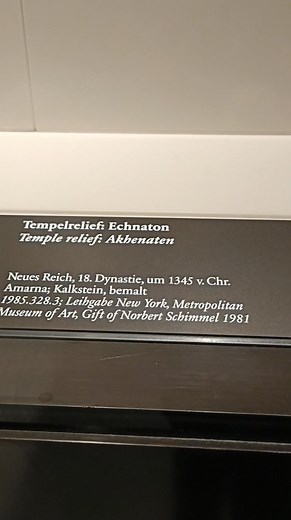 Tempelrelief: Echnaton
Temple relief: Akhenaten
Neues Reich, 18. Dynastie, um 1345 v. Chr.
Amarna; Kalkstein, bemalt
1985.328.3; Leihgabe New York, Metropolitan
Museum of Art, Gift of Norbert Schimmel 1981